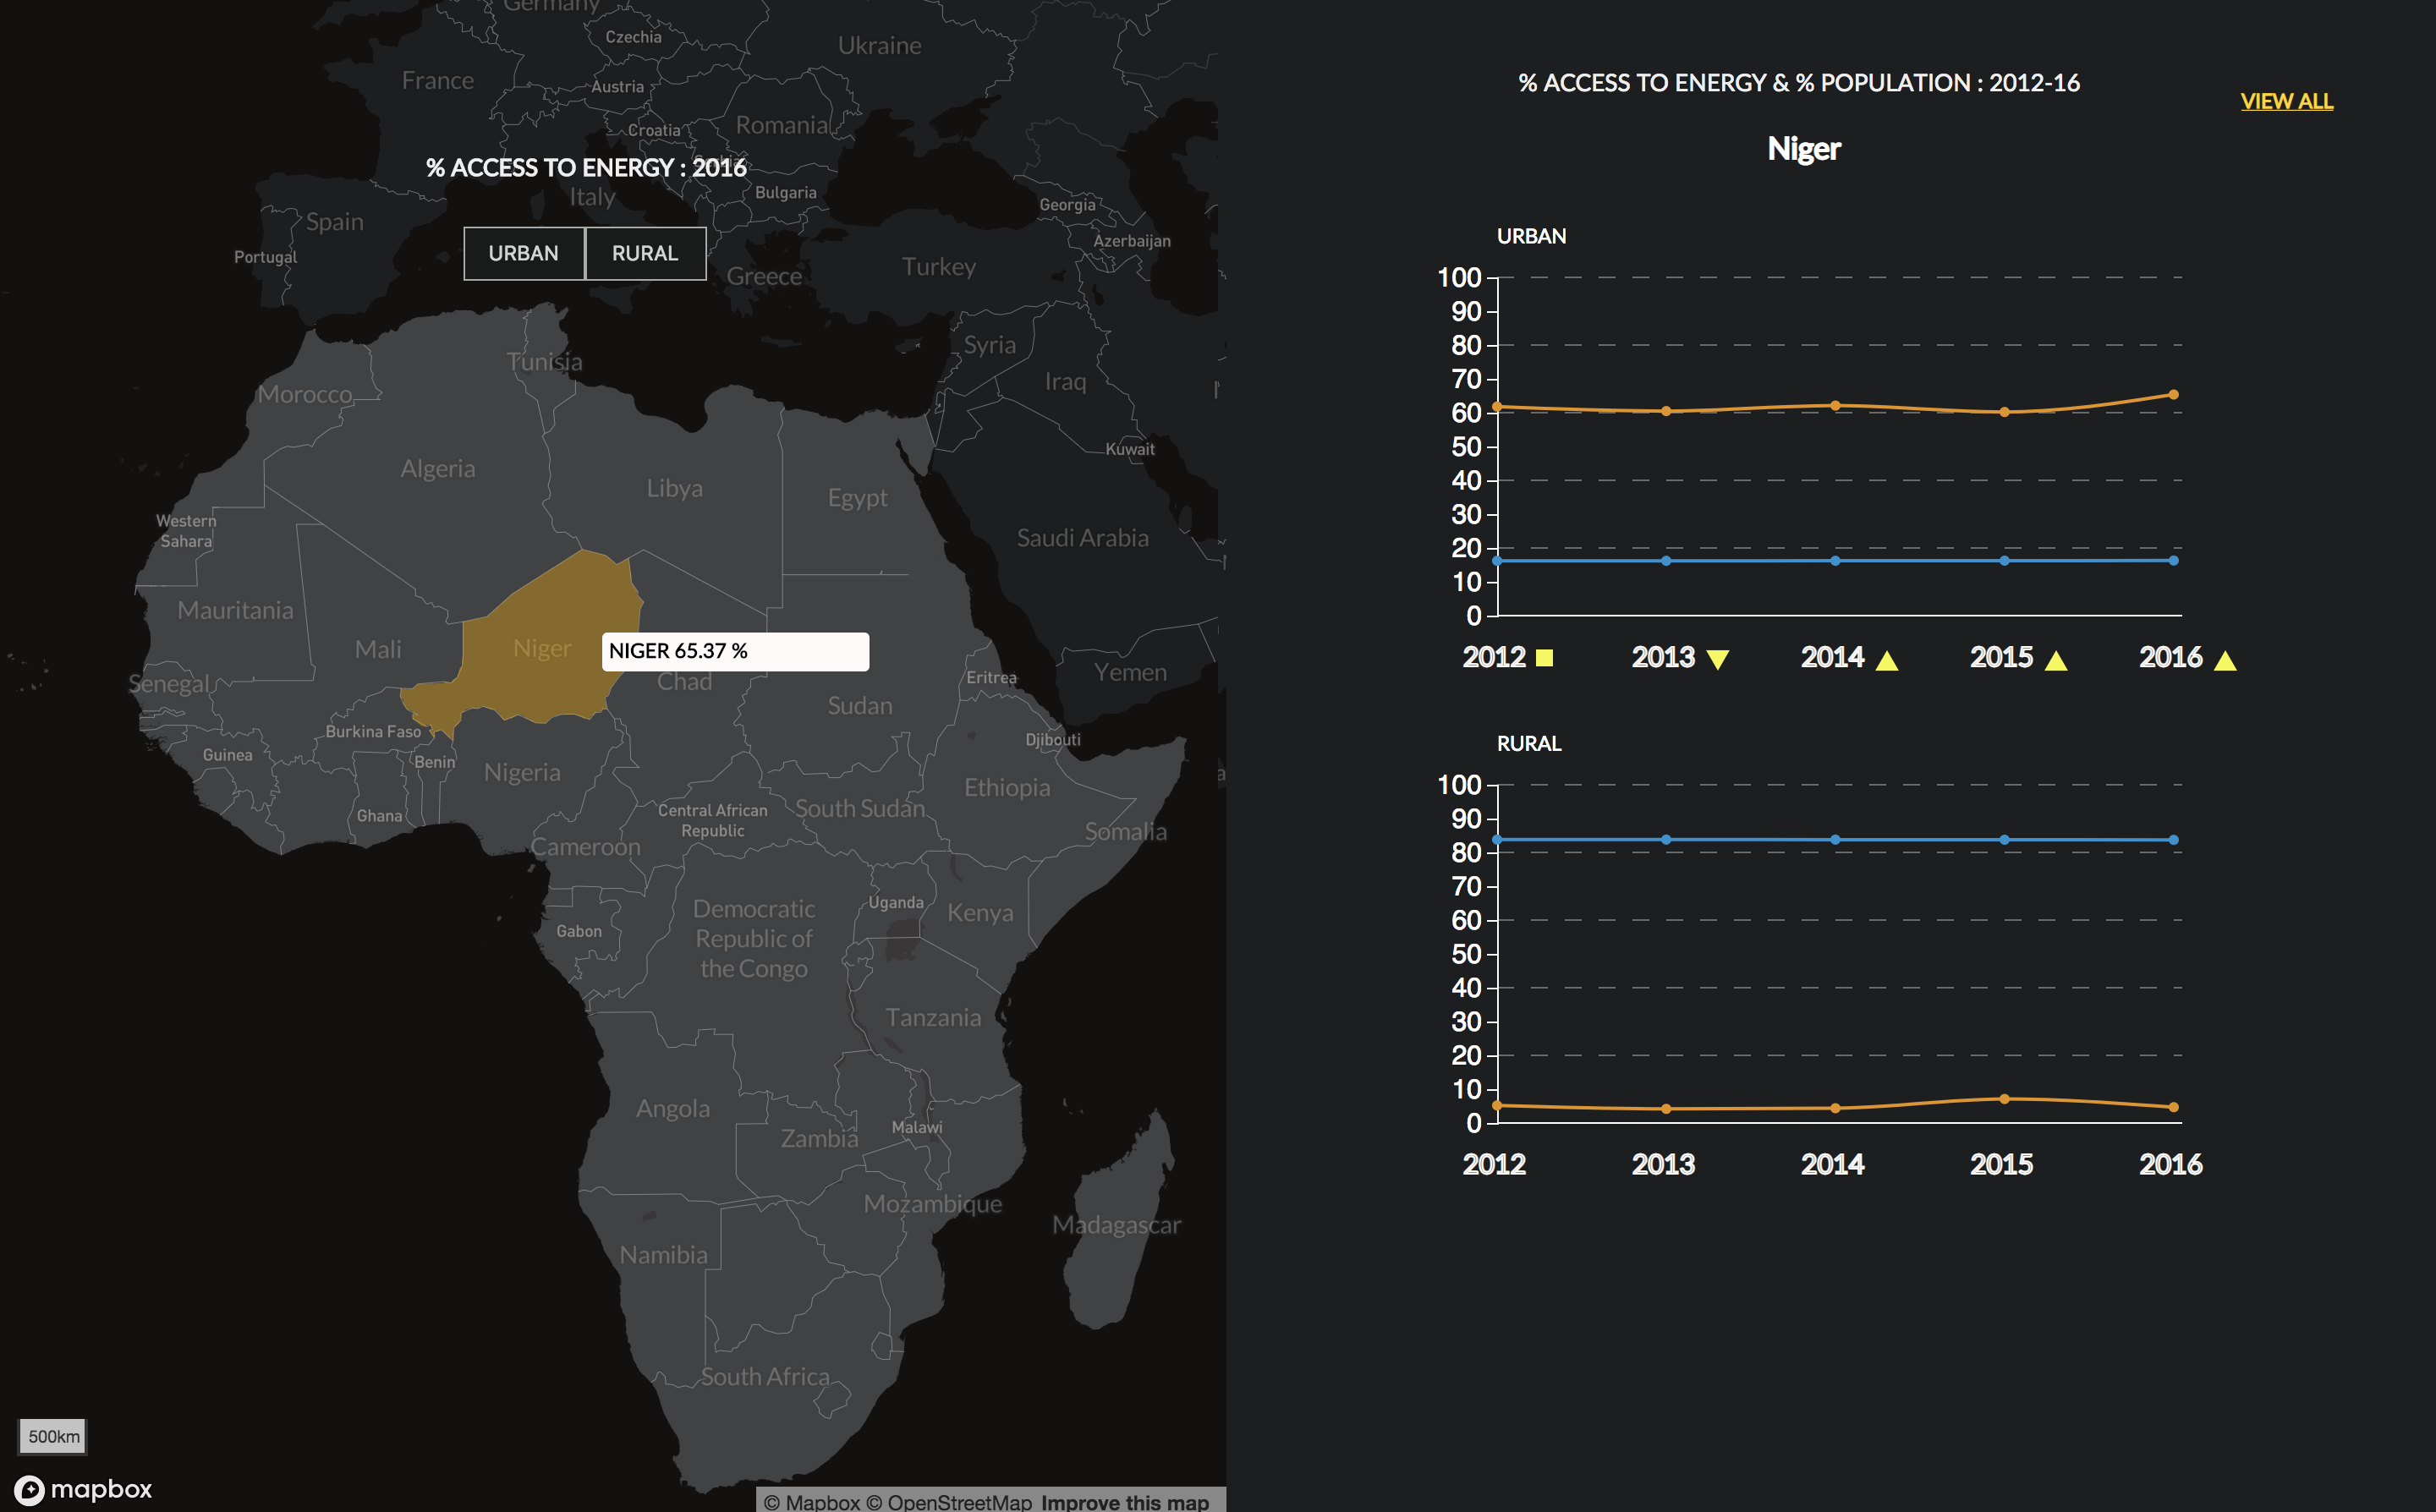 Germany
Czechia
Ukraine
France
Austria
Croatia
Romania
% ACCESS TO ENERGY : 2016
Italy
Bulgaria
Spain
Georgia
Portugal
URBAN
RURAL
Azerbaijan
Greece
Turkey
Syria
Tunisia
Iraq
Morocco
Kuwait
Algeria
Libya
Egypt
Western
Sahara
Saudi Arabia
Mauritania
Mali
Niger
NIGER 65.37 %
Yemen
Senegal
Chad
Eritrea
Sudan
Burkina Faso
Djibouti
Guinea
Benin
Nigeria
Ethiopia
Central African
Republic
South Sudan
Ghana
Somalia
Cameroon
Uganda
Democratic
Republic of
the Congo
Kenya
Gabon
Tanzania
Angola
Malawi
Zambia
Mozambique
Madagascar
Namibia
South Africa
500km
mapbox
© Mapbox © OpenStreetMap Improve this map
% ACCESS TO ENERGY & % POPULATION : 2012-16
VIEW ALL
Niger
URBAN
100
90
80
70
60
50
40
30
20
10
0
2012 2013 2014 2015 2016
RURAL
100
90
80
70
60
50
40
30
20
10
0
2012 2013 2014 2015 2016